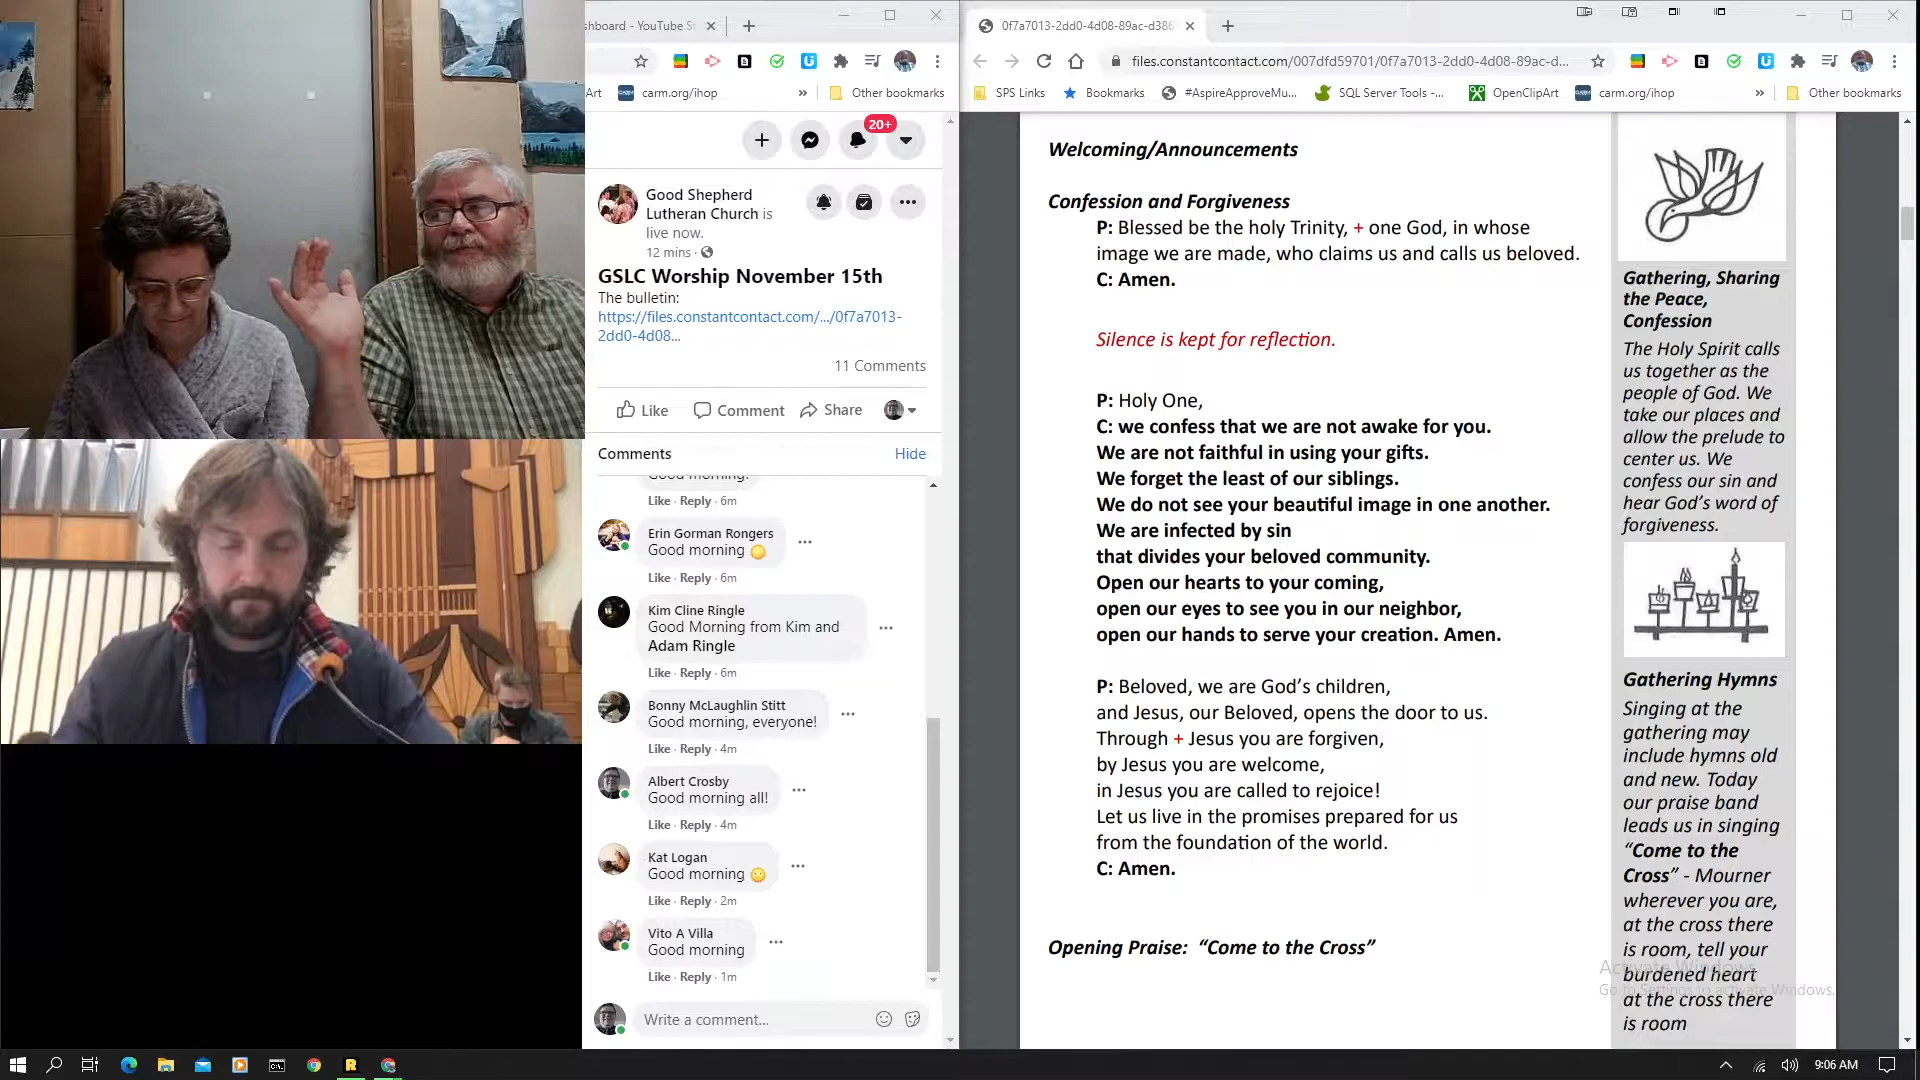 shboard - YouTube S
0f7a7013-2dd0-4d08-89ac-d386
files.constantcontact.com/007dfd59701/0f7a7013-2dd0-4d08-89ac-d...
Art
carm.org/ihop
»
Other bookmarks
SPS Links
Bookmarks
#AspireApproveMu...
SQL Server Tools -...
OpenClipArt
carm.org/ihop
»
Other bookmarks
20+
Good Shepherd
Lutheran Church is
live now.
12 mins ·
GSLC Worship November 15th
The bulletin:
https://files.constantcontact.com/.../0f7a7013-
2dd0-4d08...
11 Comments
Like
Comment
Share
Comments
Hide
Good morning!
Like · Reply · 6m
Erin Gorman Rongers
Good morning 🌞
Like · Reply · 6m
Kim Cline Ringle
Good Morning from Kim and
Adam Ringle
Like · Reply · 6m
Bonny McLaughlin Stitt
Good morning, everyone!
Like · Reply · 4m
Albert Crosby
Good morning all!
Like · Reply · 4m
Kat Logan
Good morning 🌞
Like · Reply · 2m
Vito A Villa
Good morning
Like · Reply · 1m
Write a comment...
Welcoming/Announcements
Confession and Forgiveness
P: Blessed be the holy Trinity, + one God, in whose
image we are made, who claims us and calls us beloved.
C: Amen.
Silence is kept for reflection.
P: Holy One,
C: we confess that we are not awake for you.
We are not faithful in using your gifts.
We forget the least of our siblings.
We do not see your beautiful image in one another.
We are infected by sin
that divides your beloved community.
Open our hearts to your coming,
open our eyes to see you in our neighbor,
open our hands to serve your creation. Amen.
P: Beloved, we are God's children,
and Jesus, our Beloved, opens the door to us.
Through + Jesus you are forgiven,
by Jesus you are welcome,
in Jesus you are called to rejoice!
Let us live in the promises prepared for us
from the foundation of the world.
C: Amen.
Opening Praise: “Come to the Cross”
Gathering, Sharing
the Peace,
Confession
The Holy Spirit calls
us together as the
people of God. We
take our places and
allow the prelude to
center us. We
confess our sin and
hear God's word of
forgiveness.
Gathering Hymns
Singing at the
gathering may
include hymns old
and new. Today
our praise band
leads us in singing
“Come to the
Cross” - Mourner
wherever you are,
at the cross there
is room, tell your
burdened heart
at the cross there
is room
Activate Windows
Go to Settings to activate Windows.
9:06 AM